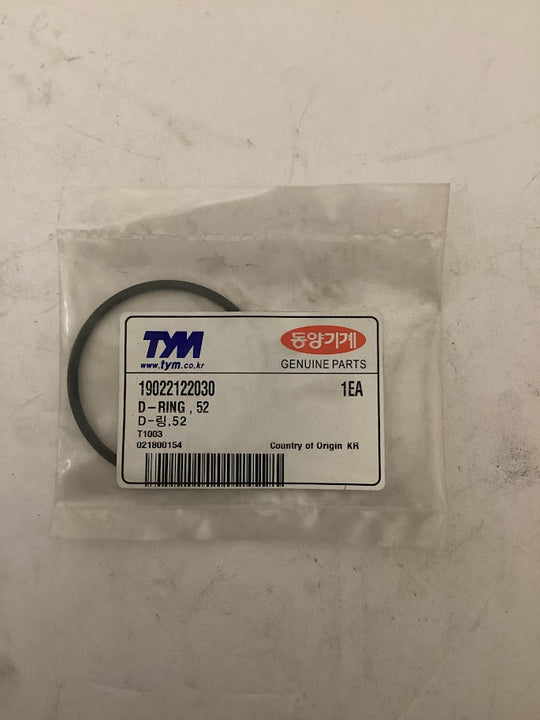 TYM
www.tym.co.kr
동양기계
GENUINE PARTS
19022122030 1EA
D-RING , 52
D-링,52
T1003
021800154 Country of Origin KR